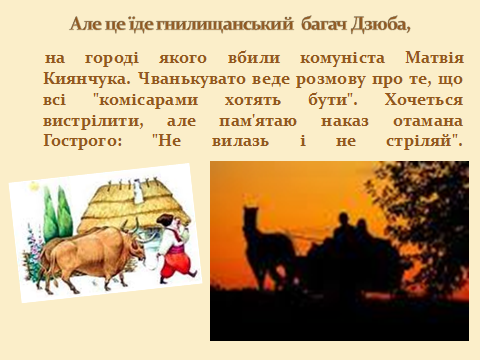 Але це їде гнилищанський багач Дзюба,
на городі якого вбили комуніста Матвія
Киянчука. Чванькувато веде розмову про те, що
всі "комісарами хотять бути". Хочеться
вистрілити, але пам'ятаю наказ отамана
Гострого: "Не вилазь і не стріляй".